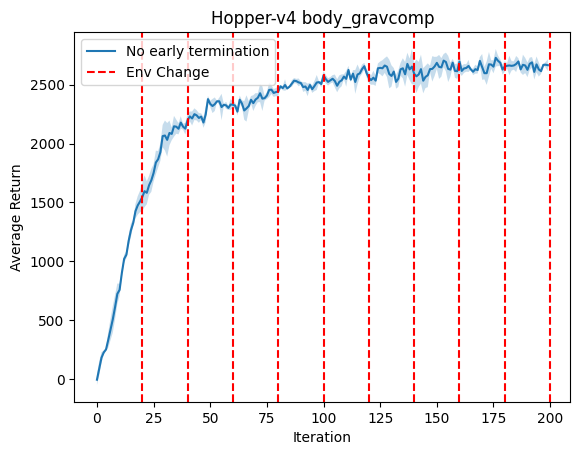 Hopper-v4 body_gravcomp
No early termination
Env Change
Average Return
2500
2000
1500
1000
500
0
0 25 50 75 100 125 150 175 200
Iteration